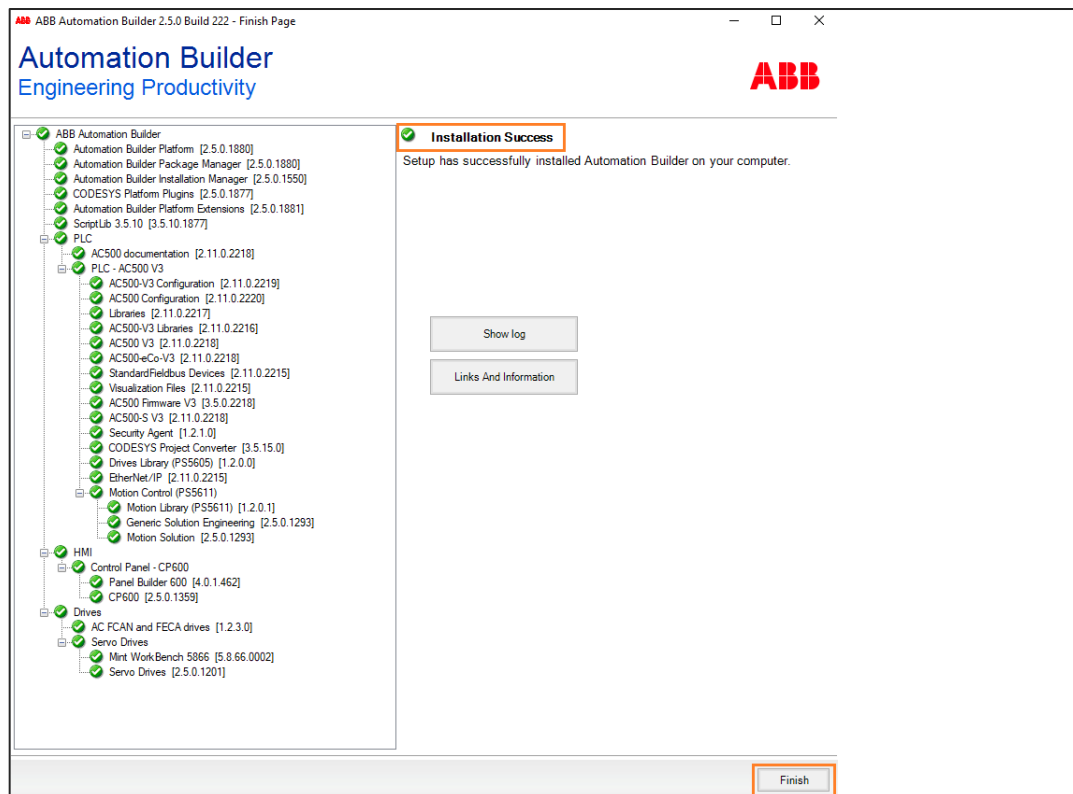 ABB ABB Automation Builder 2.5.0 Build 222 - Finish Page
Automation Builder
Engineering Productivity
ABB
ABB Automation Builder
Automation Builder Platform [2.5.0.1880]
Automation Builder Package Manager [2.5.0.1880]
Automation Builder Installation Manager [2.5.0.1550]
CODESYS Platform Plugins [2.5.0.1877]
Automation Builder Platform Extensions [2.5.0.1881]
ScriptLib 3.5.10 [3.5.10.1877]
PLC
AC500 documentation [2.11.0.2218]
PLC - AC500 V3
AC500-V3 Configuration [2.11.0.2219]
AC500 Configuration [2.11.0.2220]
Libraries [2.11.0.2217]
AC500-V3 Libraries [2.11.0.2216]
AC500 V3 [2.11.0.2218]
AC500-eCo-V3 [2.11.0.2218]
StandardFieldbus Devices [2.11.0.2215]
Visualization Files [2.11.0.2215]
AC500 Firmware V3 [3.5.0.2218]
AC500-S V3 [2.11.0.2218]
Security Agent [1.2.1.0]
CODESYS Project Converter [3.5.15.0]
Drives Library (PS5605) [1.2.0.0]
EtherNet/IP [2.11.0.2215]
Motion Control (PS5611)
Motion Library (PS5611) [1.2.0.1]
Generic Solution Engineering [2.5.0.1293]
Motion Solution [2.5.0.1293]
HMI
Control Panel - CP600
Panel Builder 600 [4.0.1.462]
CP600 [2.5.0.1359]
Drives
AC FCAN and FECA drives [1.2.3.0]
Servo Drives
Mint WorkBench 5866 [5.8.66.0002]
Servo Drives [2.5.0.1201]
Installation Success
Setup has successfully installed Automation Builder on your computer.
Show log
Links And Information
Finish